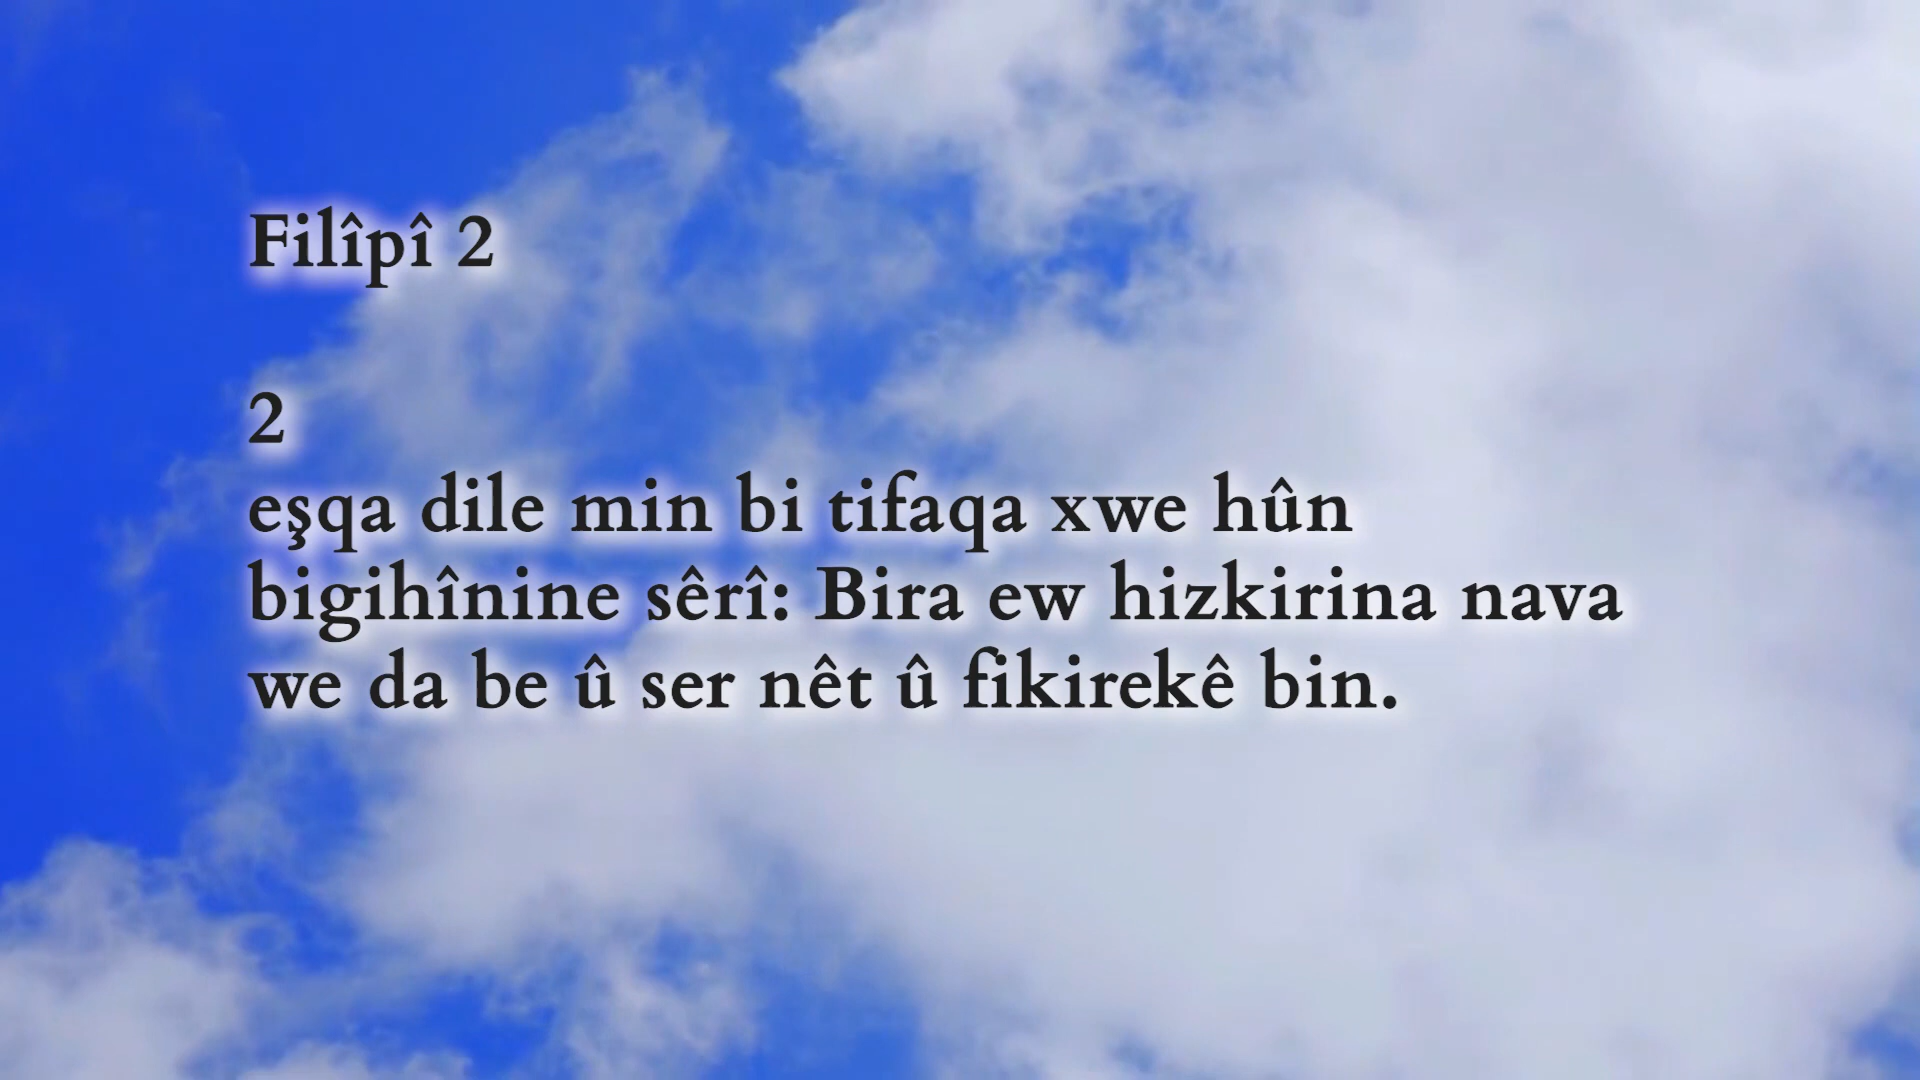 Filîpî 2
2
eşqa dile min bi tifaqa xwe hûn
bigihînine sêrî: Bira ew hizkirina nava
we da be û ser nêt û fikirekê bin.